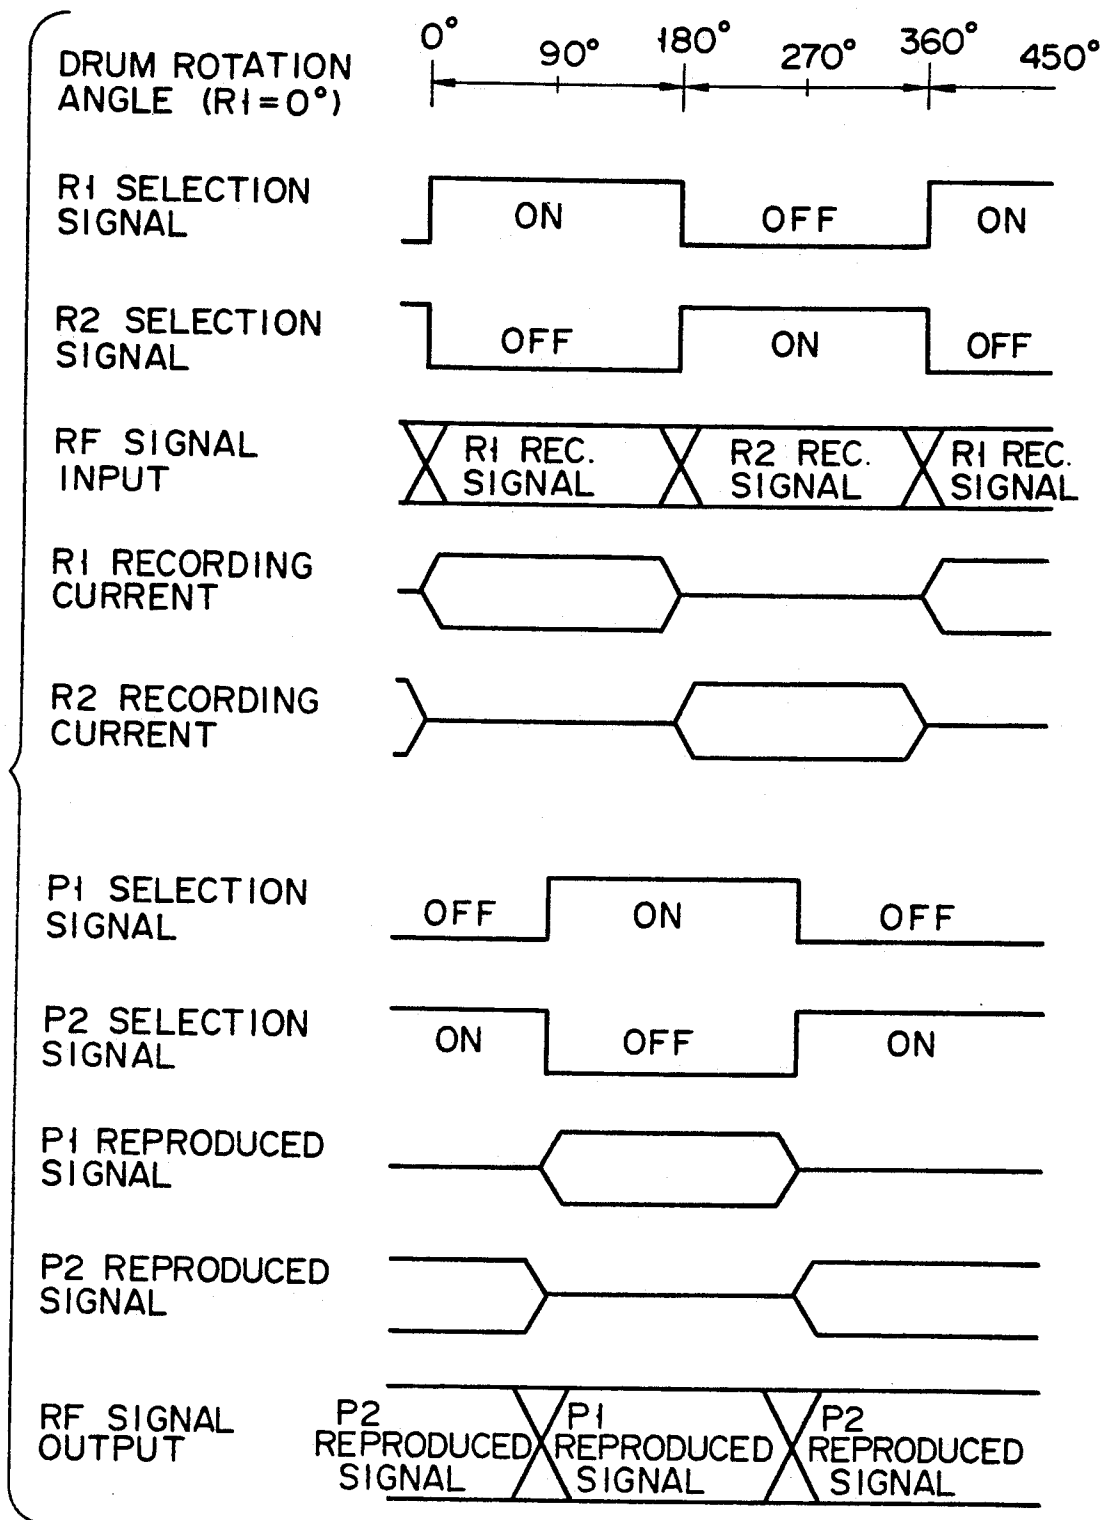 0° 90° 180° 270° 360° 450°
DRUM ROTATION
ANGLE (R1=0°)
R1 SELECTION
SIGNAL
ON OFF ON
R2 SELECTION
SIGNAL
OFF ON OFF
RF SIGNAL
INPUT
R1 REC.
SIGNAL
R2 REC.
SIGNAL
R1 REC.
SIGNAL
R1 RECORDING
CURRENT
R2 RECORDING
CURRENT
P1 SELECTION
SIGNAL
OFF ON OFF
P2 SELECTION
SIGNAL
ON OFF ON
P1 REPRODUCED
SIGNAL
P2 REPRODUCED
SIGNAL
RF SIGNAL
OUTPUT
P2
REPRODUCED
SIGNAL
P1
REPRODUCED
SIGNAL
P2
REPRODUCED
SIGNAL